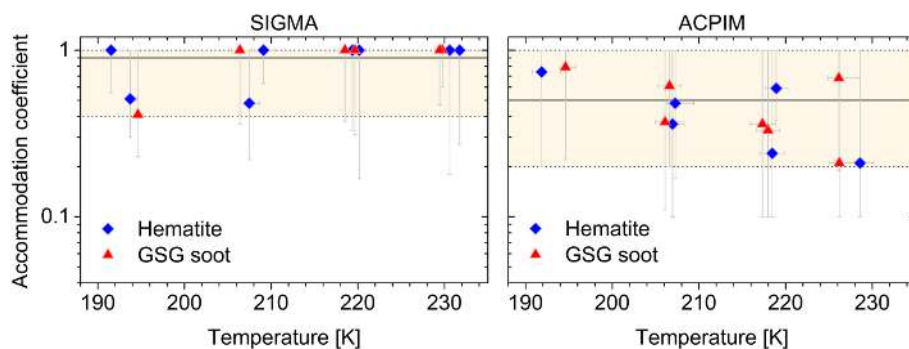 SIGMA
ACPIM
Accommodation coefficient
1
0.1
Hematite
GSG soot
Hematite
GSG soot
190 200 210 220 230
190 200 210 220 230
Temperature [K]
Temperature [K]